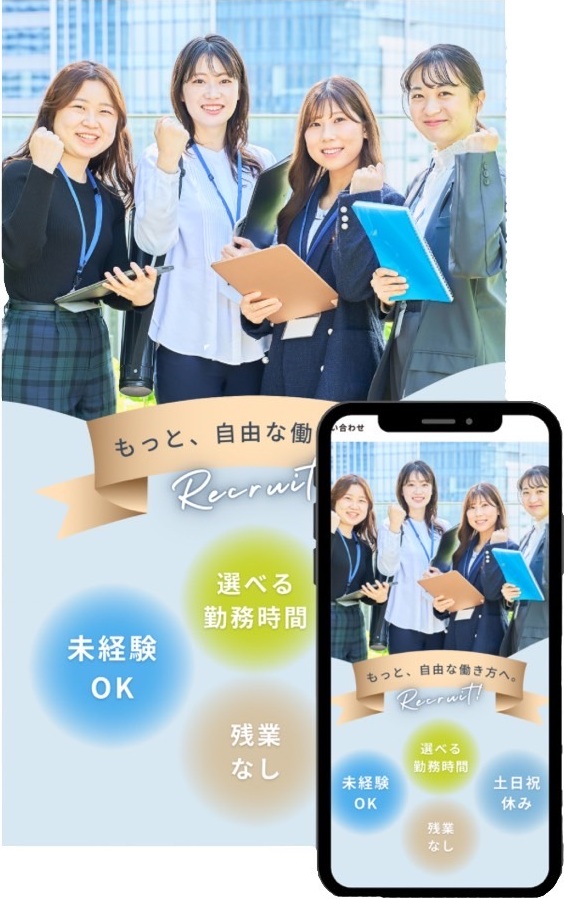 もっと、自由な働
Recruit
選べる
勤務時間
未経験
OK
残業
なし
い合わせ
もっと、自由な働き方へ。
Recruit!
選べる
勤務時間
未経験
OK
土日祝
休み
残業
なし